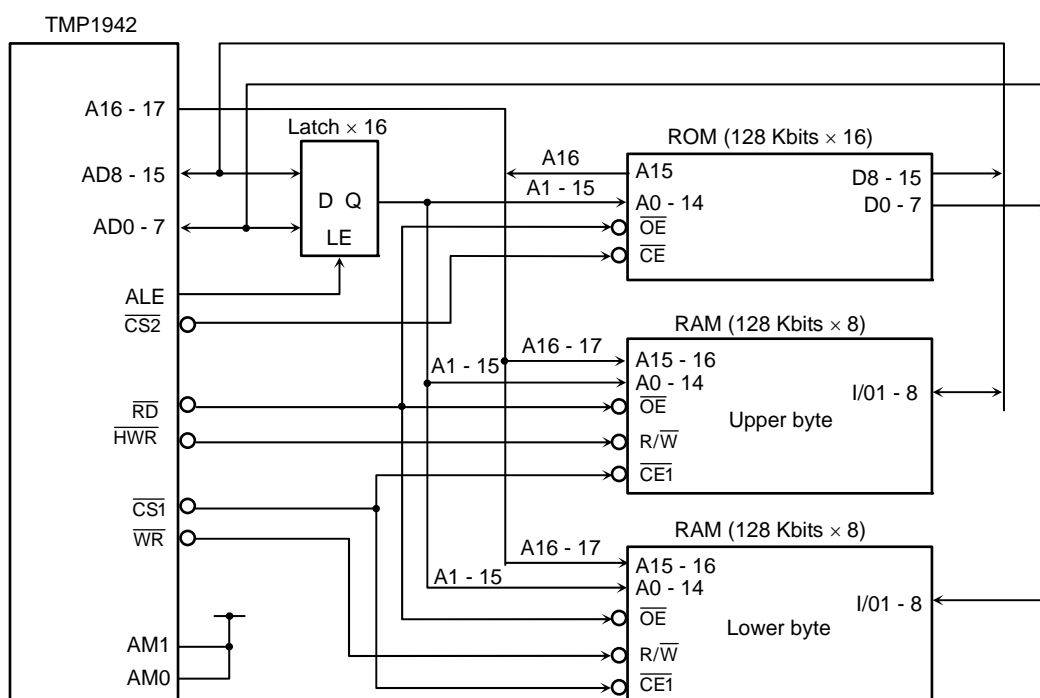 TMP1942
A16 - 17
AD8 - 15
AD0 - 7
ALE
CS2
RD
HWR
CS1
WR
AM1
AM0
Latch × 16
D Q
LE
A16
A1 - 15
ROM (128 Kbits × 16)
A15
A0 - 14
OE
CE
D8 - 15
D0 - 7
A16 - 17
A1 - 15
RAM (128 Kbits × 8)
A15 - 16
A0 - 14
OE
R/W
CE1
Upper byte
I/01 - 8
A16 - 17
A1 - 15
RAM (128 Kbits × 8)
A15 - 16
A0 - 14
OE
R/W
CE1
Lower byte
I/01 - 8